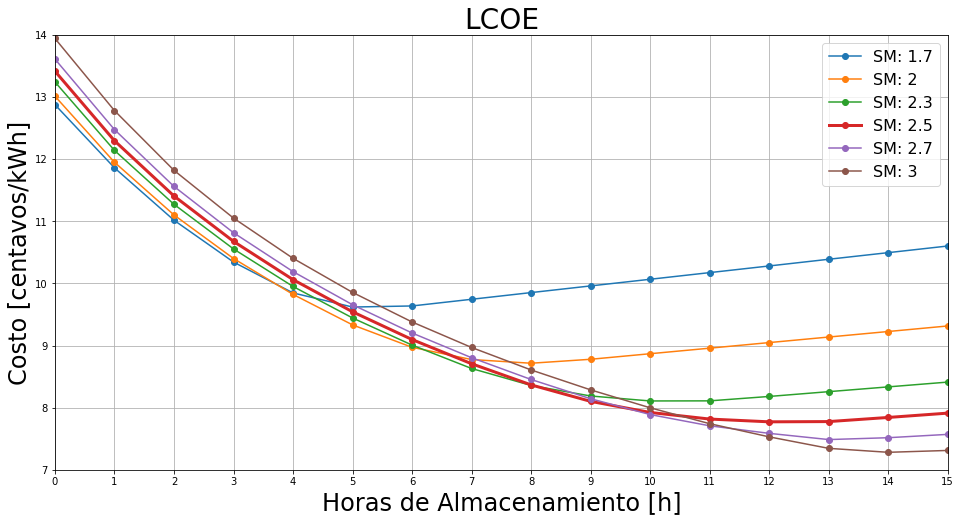 LCOE
Costo [centavos/kWh]
14
13
12
11
10
9
8
7
SM: 1.7
SM: 2
SM: 2.3
SM: 2.5
SM: 2.7
SM: 3
0 1 2 3 4 5 6 7 8 9 10 11 12 13 14 15
Horas de Almacenamiento [h]